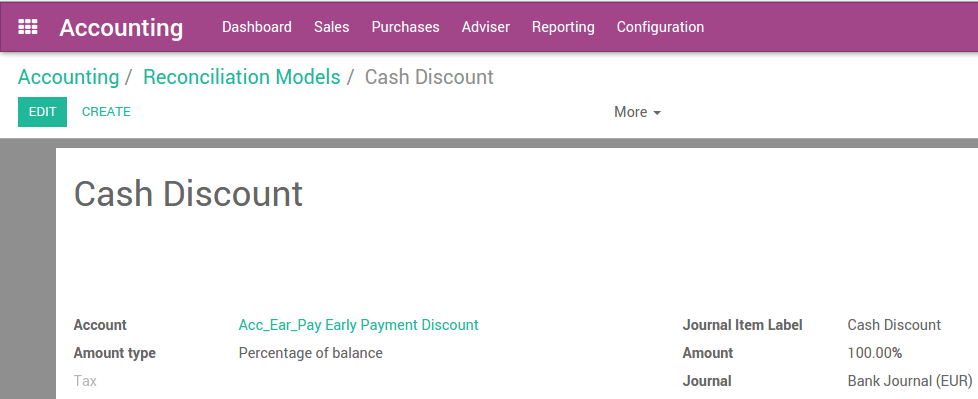 Accounting Dashboard Sales Purchases Adviser Reporting Configuration
Accounting / Reconciliation Models / Cash Discount
EDIT CREATE More
Cash Discount
Account Acc_Ear_Pay Early Payment Discount Journal Item Label Cash Discount
Amount type Percentage of balance Amount 100.00%
Tax Journal Bank Journal (EUR)